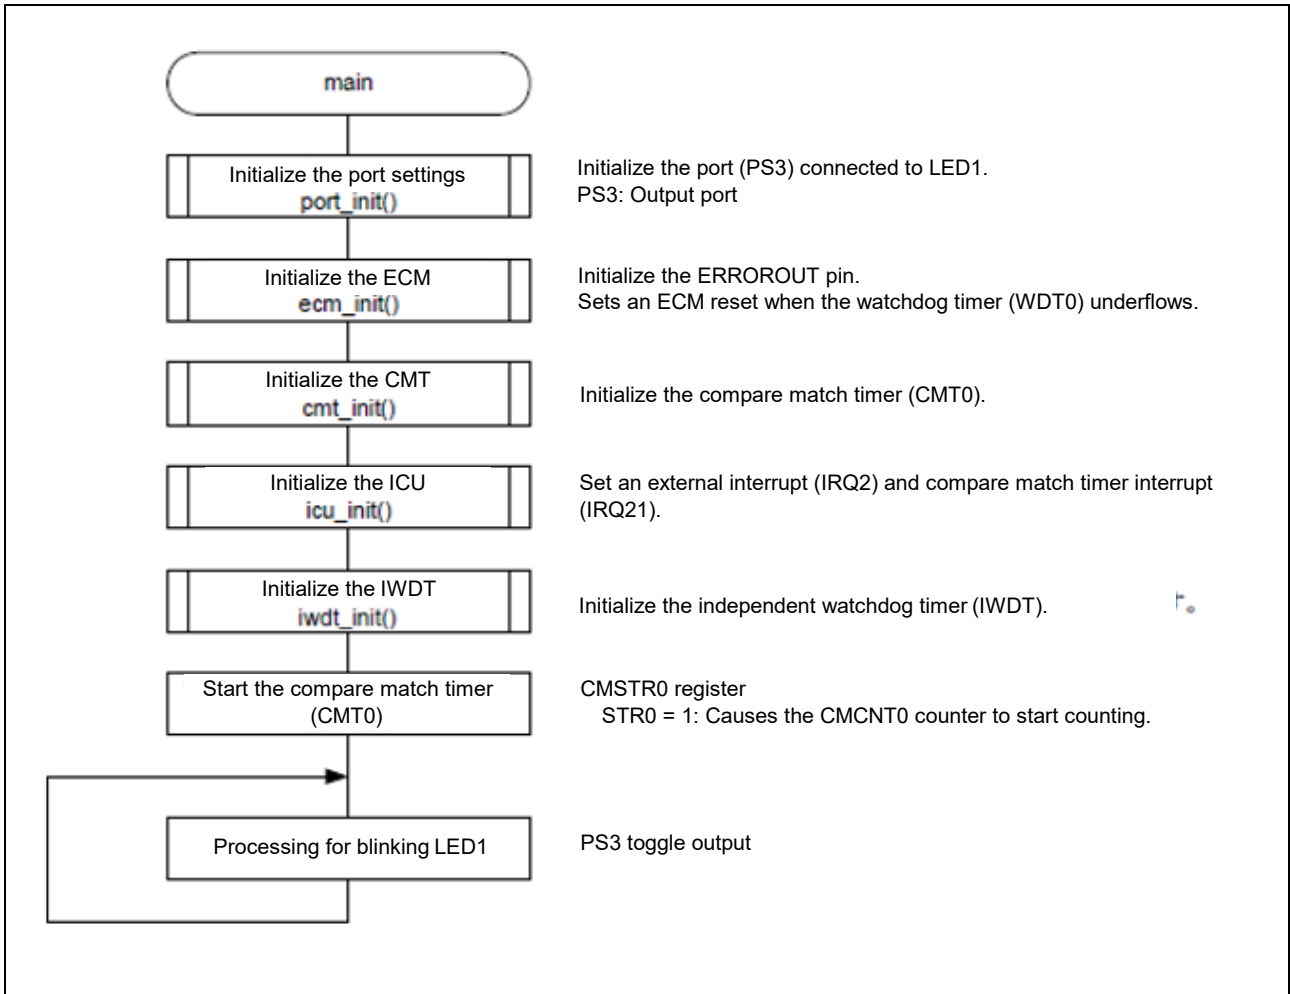 main
Initialize the port settings
port_init()
Initialize the port (PS3) connected to LED1.
PS3: Output port
Initialize the ECM
ecm_init()
Initialize the ERROROUT pin.
Sets an ECM reset when the watchdog timer (WDT0) underflows.
Initialize the CMT
cmt_init()
Initialize the compare match timer (CMT0).
Initialize the ICU
icu_init()
Set an external interrupt (IRQ2) and compare match timer interrupt
(IRQ21).
Initialize the IWDT
iwdt_init()
Initialize the independent watchdog timer (IWDT).
Start the compare match timer
(CMT0)
CMSTR0 register
STR0 = 1: Causes the CMCNT0 counter to start counting.
Processing for blinking LED1
PS3 toggle output